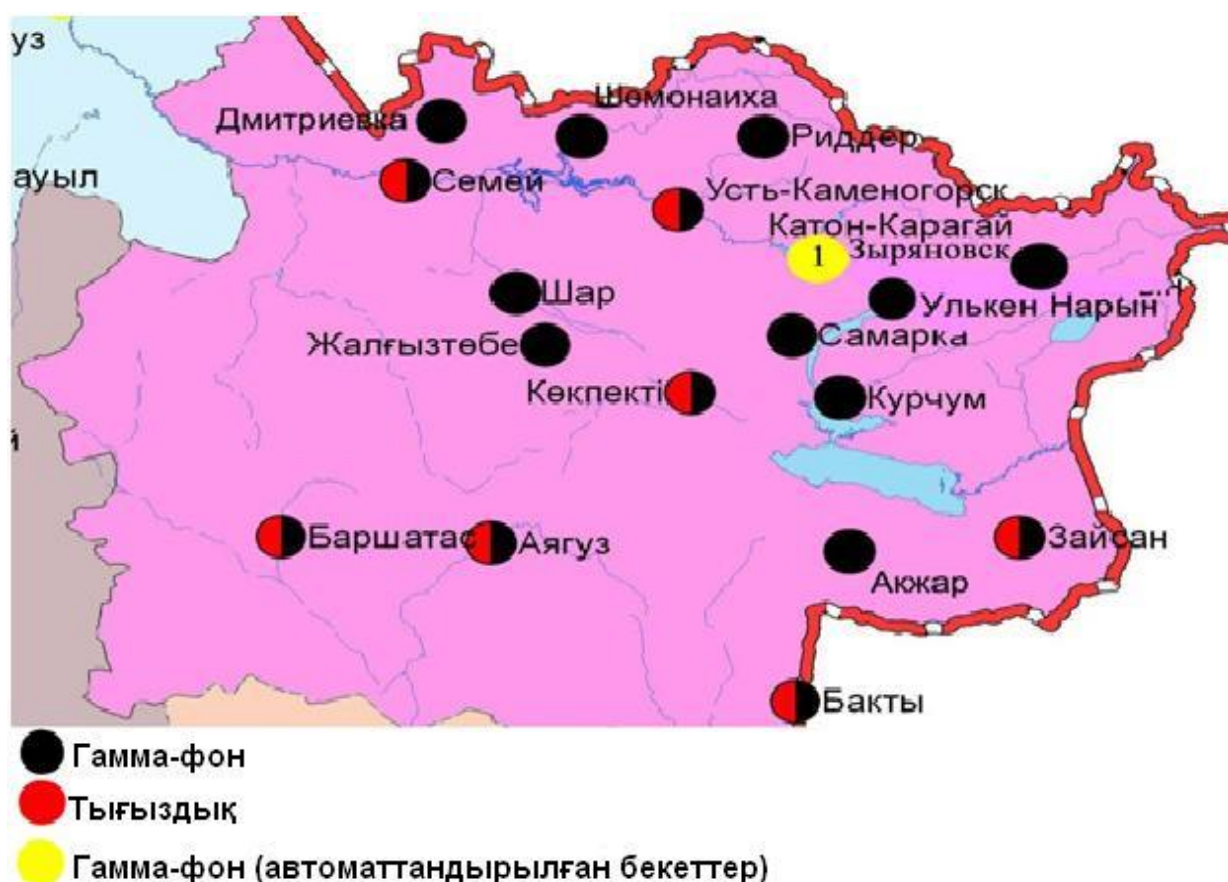 уз
Шемонаиха
Дмитриевка
Риддер
ауыл
Семей
Усть-Каменогорск
Катон-Карагай
1
Зыряновск
Шар
Улькен Нарын
Самарка
Жалғызтөбе
Көкпекті
Курчум
й
Баршатас
Аягуз
Зайсан
Акжар
Бакты
Гамма-фон
Тығыздық
Гамма-фон (автоматтандырылған бекеттер)